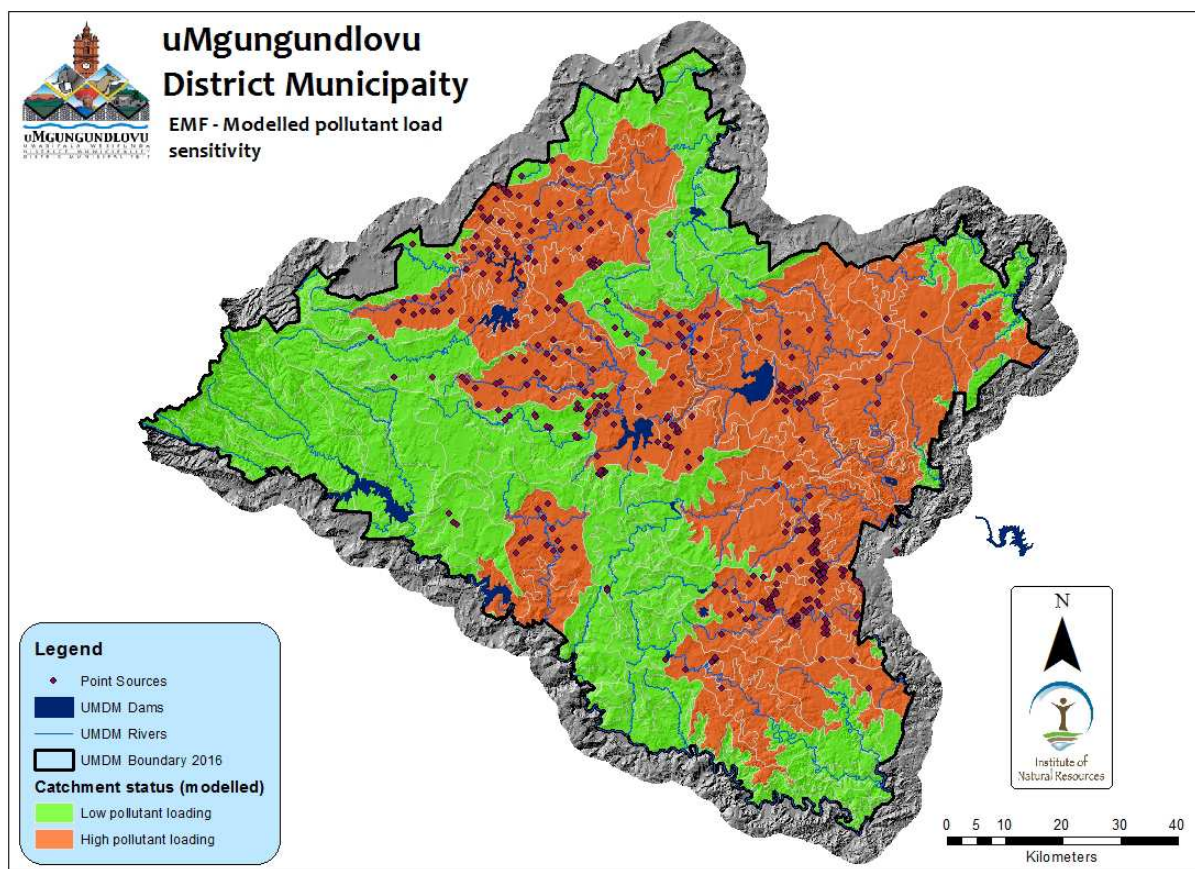 uMgungundlovu
District Municipaity
EMF - Modelled pollutant load
sensitivity
uMGUNGUNDLOVU
Legend
Point Sources
UMDM Dams
UMDM Rivers
UMDM Boundary 2016
Catchment status (modelled)
Low pollutant loading
High pollutant loading
N
Institute of
Natural Resources
0 5 10 20 30 40
Kilometers